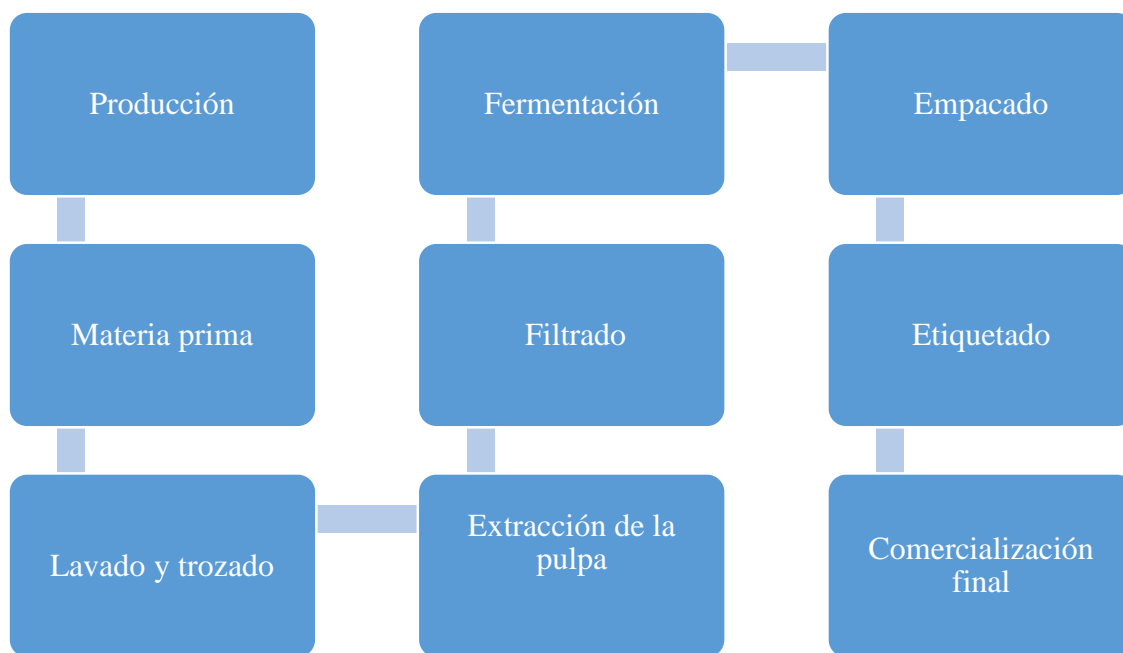 Producción
Materia prima
Lavado y trozado
Extracción de la
pulpa
Filtrado
Fermentación
Empacado
Etiquetado
Comercialización
final